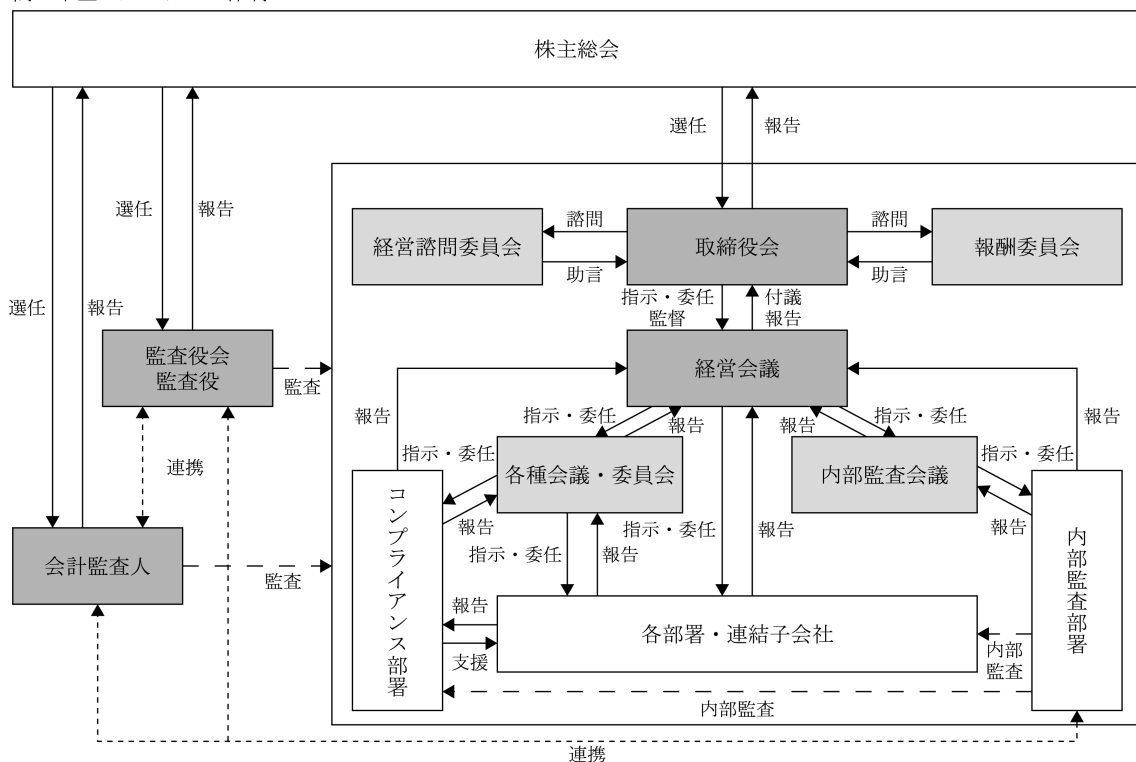 株主総会
選任
報告
選任
報告
選任
報告
経営諮問委員会
諮問
助言
取締役会
諮問
助言
報酬委員会
指示・委任
監督
付議
報告
監査役会
監査役
監査
経営会議
報告
指示・委任
報告
報告
指示・委任
報告
連携
指示・委任
各種会議・委員会
内部監査会議
指示・委任
報告
指示・委任
報告
指示・委任
報告
報告
コンプライアンス部署
内部監査部署
会計監査人
監査
報告
支援
各部署・連結子会社
内部
監査
内部監査
連携